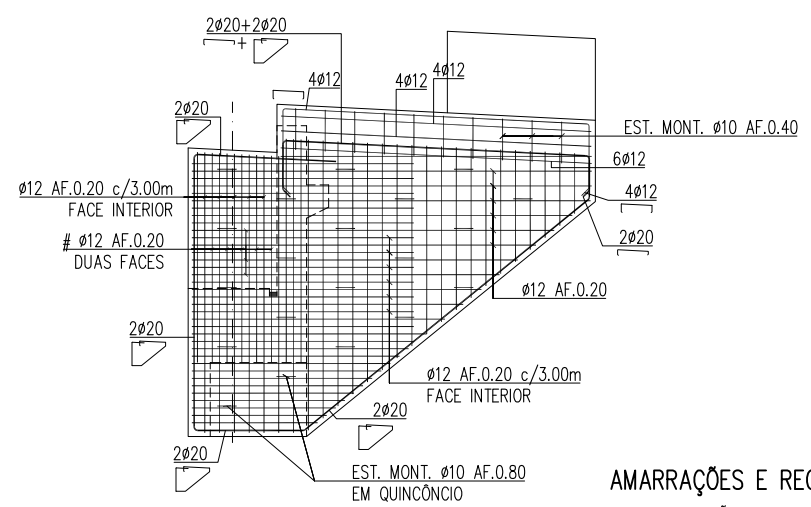 2ø20+2ø20
+
4ø12
4ø12
4ø12
2ø20
EST. MONT. ø10 AF.0.40
6ø12
ø12 AF.0.20 c/3.00m
FACE INTERIOR
4ø12
# ø12 AF.0.20
DUAS FACES
2ø20
ø12 AF.0.20
2ø20
ø12 AF.0.20 c/3.00m
FACE INTERIOR
2ø20
2ø20
EST. MONT. ø10 AF.0.80
EM QUINCÔNCIO
AMARRAÇÕES E REC